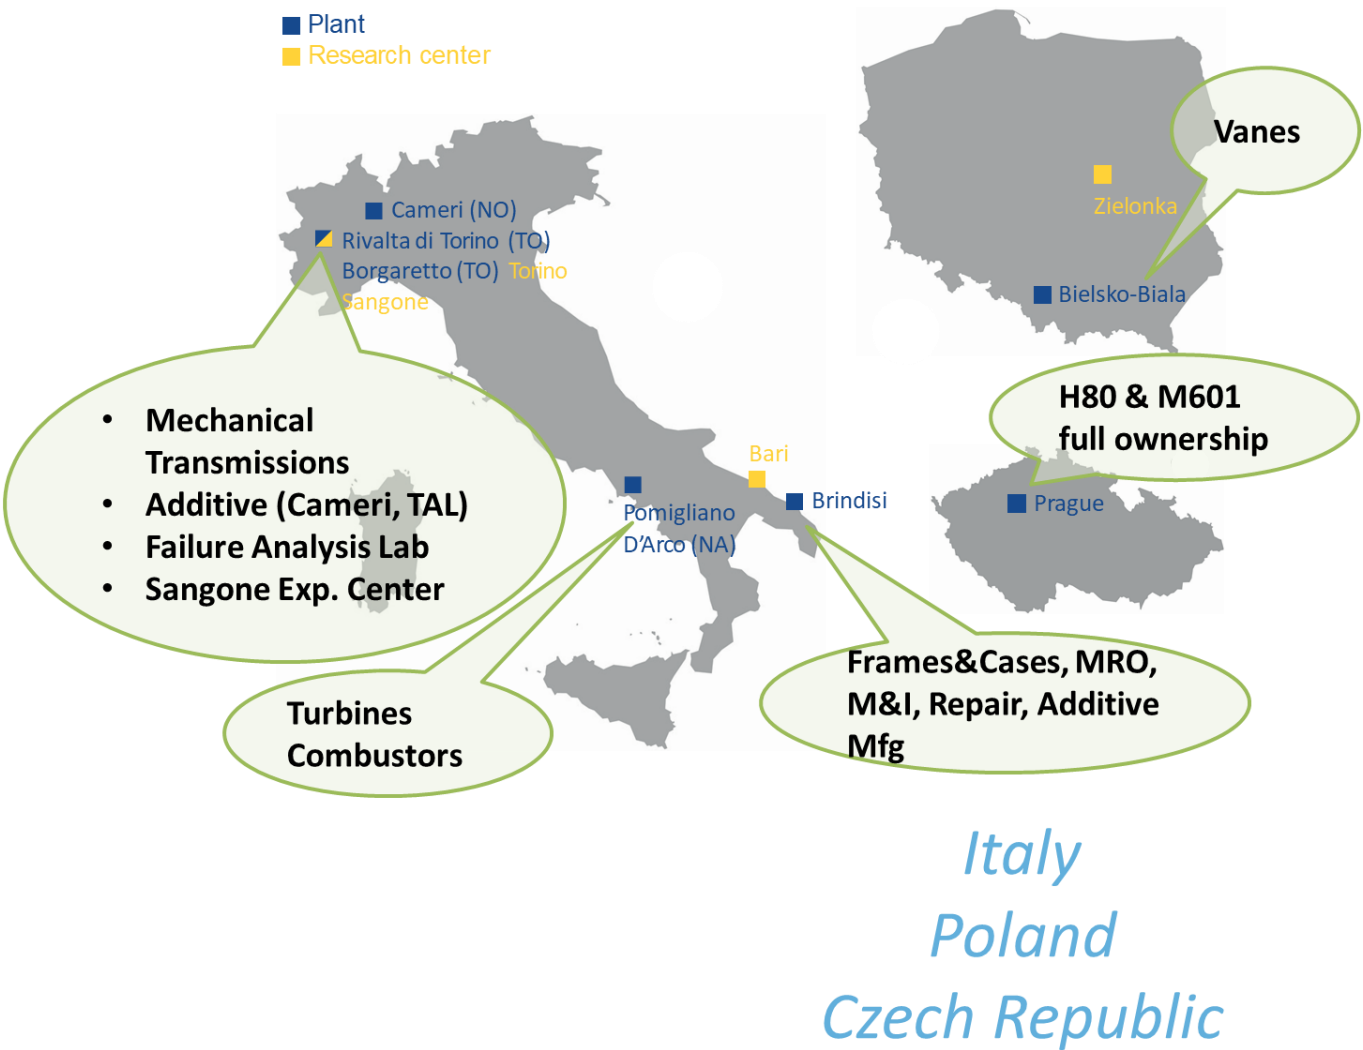 Plant
Research center
Vanes
Zielonka
Bielsko-Biala
Cameri (NO)
Rivalta di Torino (TO)
Borgaretto (TO) Torino
Sangone
• Mechanical
Transmissions
• Additive (Cameri, TAL)
• Failure Analysis Lab
• Sangone Exp. Center
H80 & M601
full ownership
Prague
Bari
Brindisi
Pomigliano
D’Arco (NA)
Turbines
Combustors
Frames&Cases, MRO,
M&I, Repair, Additive
Mfg
Italy
Poland
Czech Republic